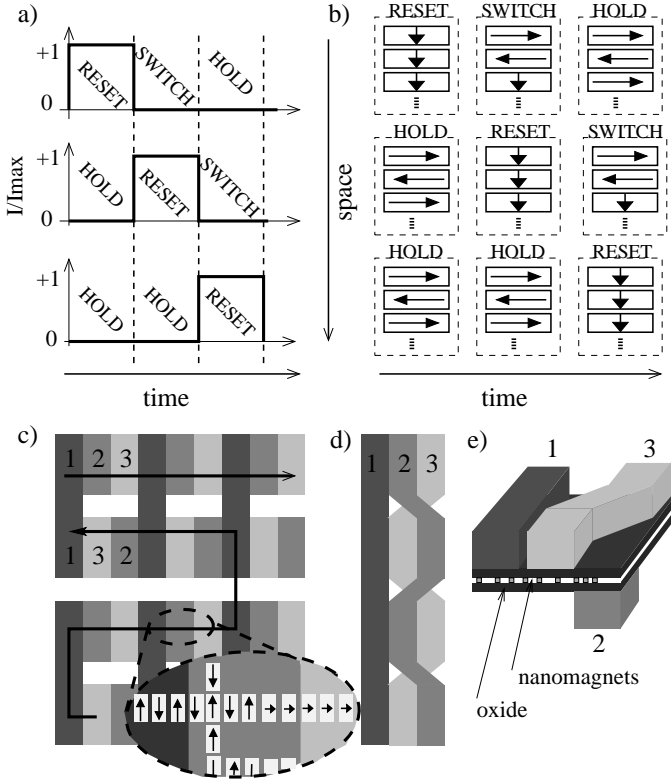 a)
I/Imax
+1
0
RESET
SWITCH
HOLD
+1
0
HOLD
RESET
SWITCH
+1
0
HOLD
HOLD
RESET
time
b)
space
RESET SWITCH HOLD
HOLD RESET SWITCH
HOLD HOLD RESET
time
c)
1 2 3
1 3 2
d)
1 2 3
e)
1 3
2
nanomagnets
oxide